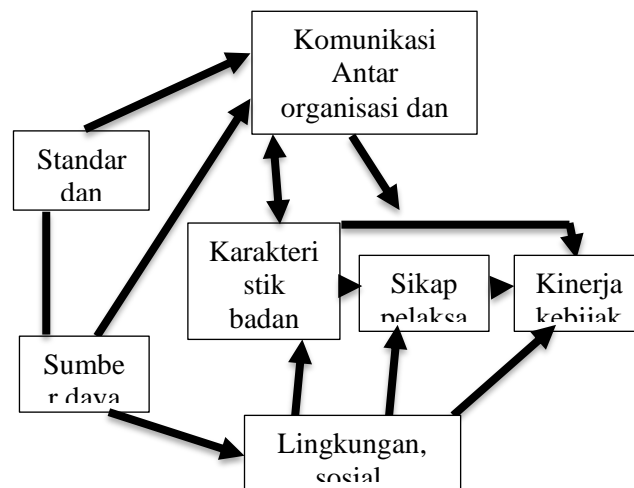 Komunikasi
Antar
organisasi dan
Standar
dan
Karakteri
stik
badan
Sikap
pelaksa
Kinerja
kebijak
Sumbe
r daya
Lingkungan,
sosial